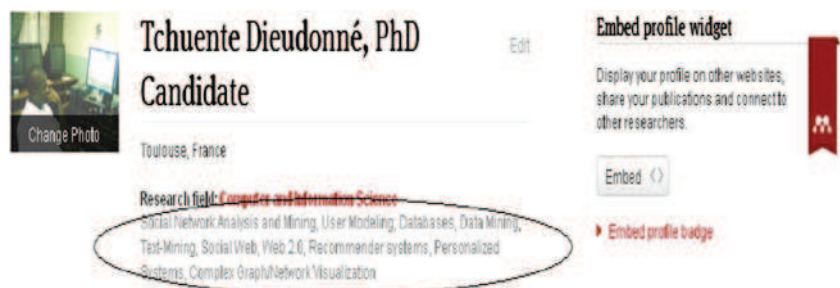 Tchuente Dieudonné, PhD
Candidate
Edit
Change Photo
Toulouse, France
Research field: Computer and Information Science
Social Network Analysis and Mining, User Modeling, Databases, Data Mining,
Text-Mining, Social Web, Web 2.0, Recommender systems, Personalized
Systems, Complex Graph/Network Visualization
Embed profile widget
Display your profile on other websites,
share your publications and connect to
other researchers.
Embed <>
Embed profile badge